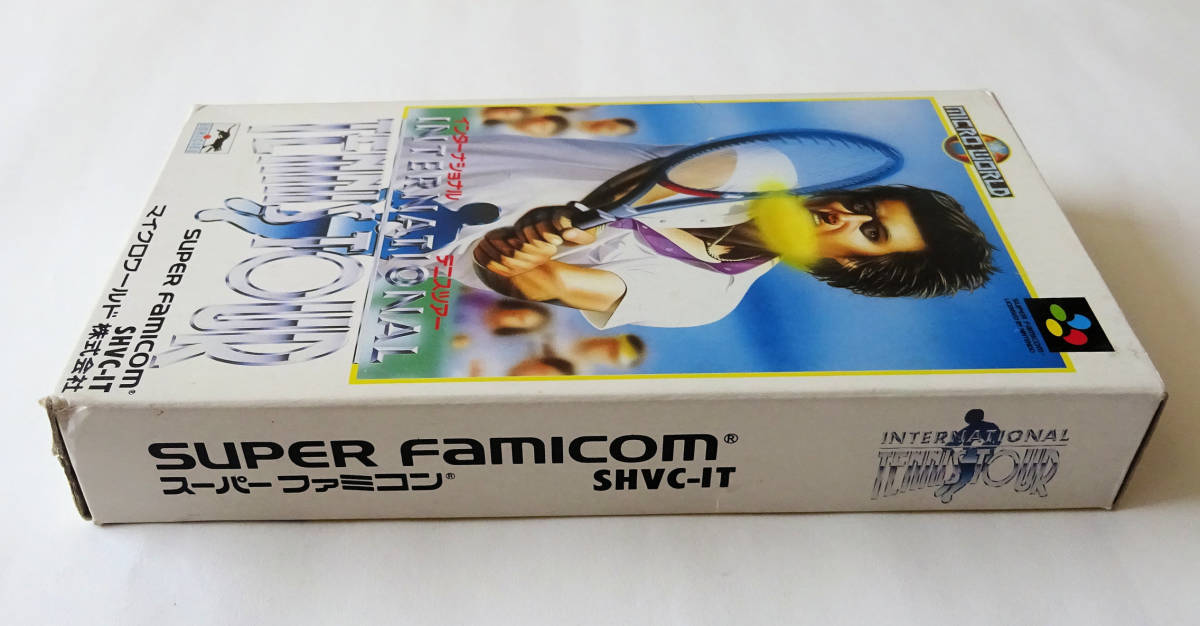 MICRO WORLD
インターナショナル テニスツアー
INTERNATIONAL
TENNIS TOUR
SUPER FAMICOM®
SHVC-IT
マイクロワールド 株式会社
SUPER FAMICOM®
スーパーファミコン®
SHVC-IT
INTERNATIONAL
TENNIS TOUR